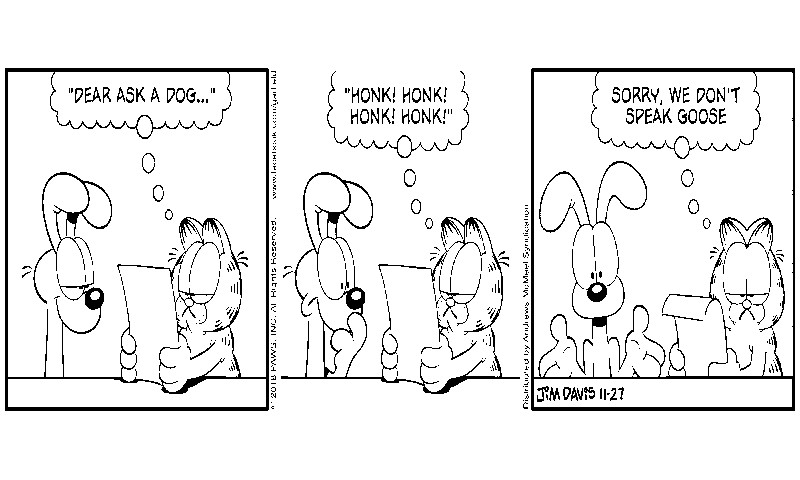 "DEAR ASK A DOG..."
"HONK! HONK!
HONK! HONK!"
SORRY, WE DON'T
SPEAK GOOSE
© 2018 PAWS, INC. All Rights Reserved.
Distributed by Andrews McMeel Syndication
JIM DAVIS 11-27